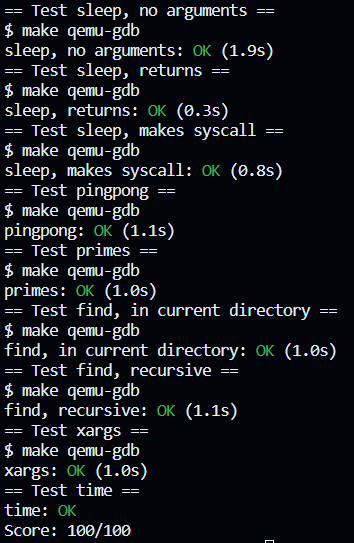 == Test sleep, no arguments ==
$ make qemu-gdb
sleep, no arguments: OK (1.9s)
== Test sleep, returns ==
$ make qemu-gdb
sleep, returns: OK (0.3s)
== Test sleep, makes syscall ==
$ make qemu-gdb
sleep, makes syscall: OK (0.8s)
== Test pingpong ==
$ make qemu-gdb
pingpong: OK (1.1s)
== Test primes ==
$ make qemu-gdb
primes: OK (1.0s)
== Test find, in current directory ==
$ make qemu-gdb
find, in current directory: OK (1.0s)
== Test find, recursive ==
$ make qemu-gdb
find, recursive: OK (1.1s)
== Test xargs ==
$ make qemu-gdb
xargs: OK (1.0s)
== Test time ==
time: OK
Score: 100/100